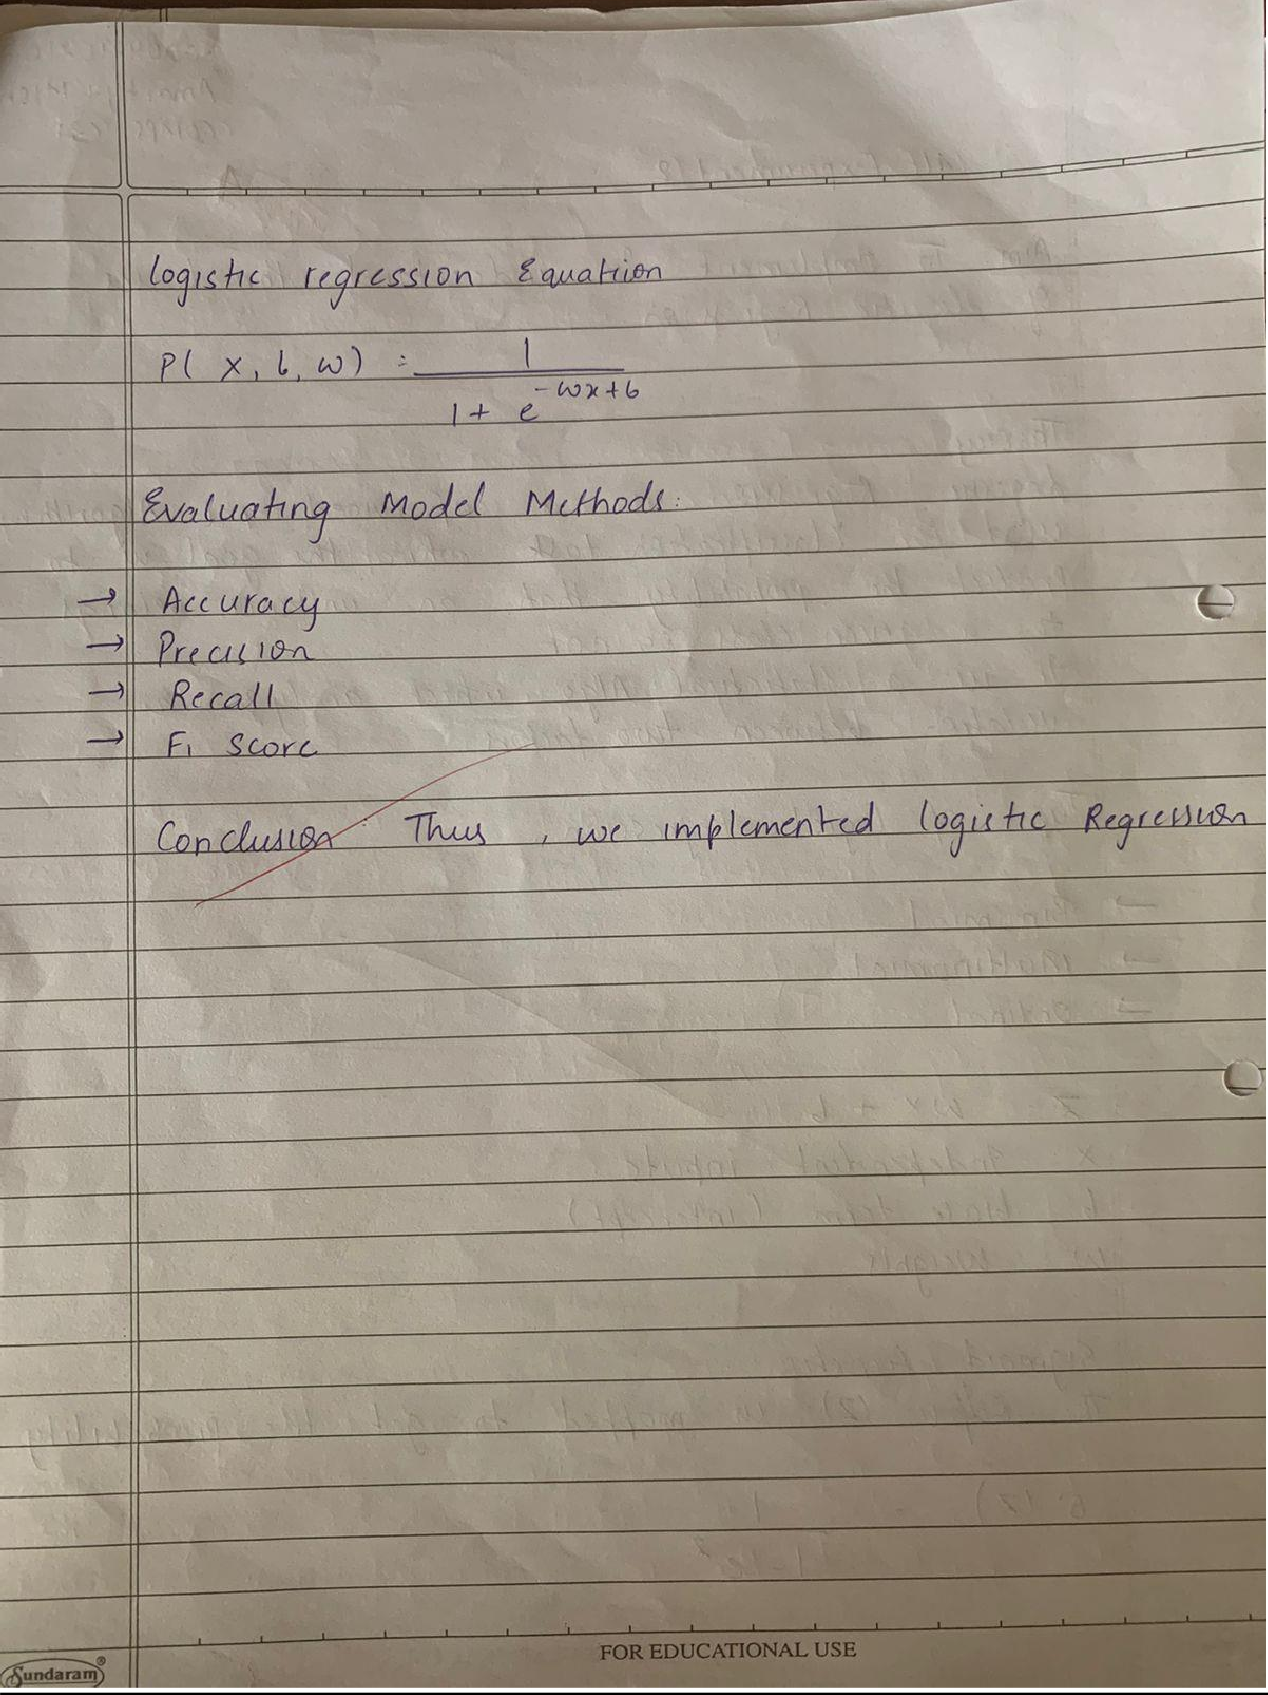 Logistic regression Equation
P( x, b, w) = 1
1 + e^-wx+b
Evaluating Model Methods:
→ Accuracy
→ Precision
→ Recall
→ F1 Score
Conclusion: Thus, we implemented logistic Regression
FOR EDUCATIONAL USE
Sundaram®